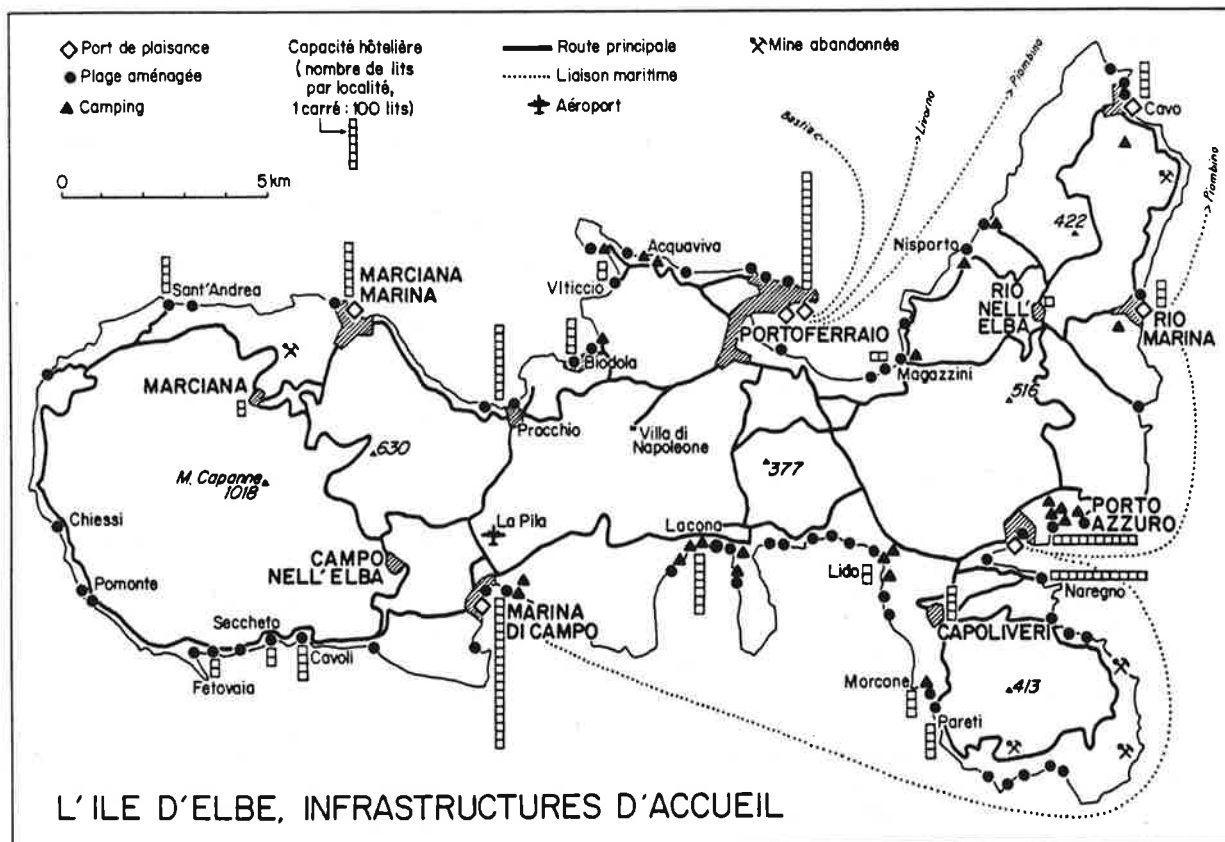 Port de plaisance
Plage aménagée
Camping
Capacité hôtelière
( nombre de lits
par localité,
1 carré : 100 lits)
Route principale
Liaison maritime
Aéroport
Mine abandonnée
0
5 km
Bastia
Livorno
Piombino
Piombino
Cavo
422
Nisporto
Acquaviva
Viticcio
MARCIANA
MARINA
Sant'Andrea
PORTOFERRAIO
RIO
NELL'
ELBA
RIO
MARINA
Biodola
Magazzini
MARCIANA
Procchio
516
Villa di
Napoleone
630
377
M. Capanne
1018
PORTO
AZZURO
Chiessi
La Pila
Lacona
CAMPO
NELL'ELBA
Lido
Naregno
Pomonte
MARINA
DI CAMPO
CAPOLIVERI
Seccheto
Cavoli
Fetovaia
Morcone
413
Pareti
L'ILE D'ELBE, INFRASTRUCTURES D'ACCUEIL